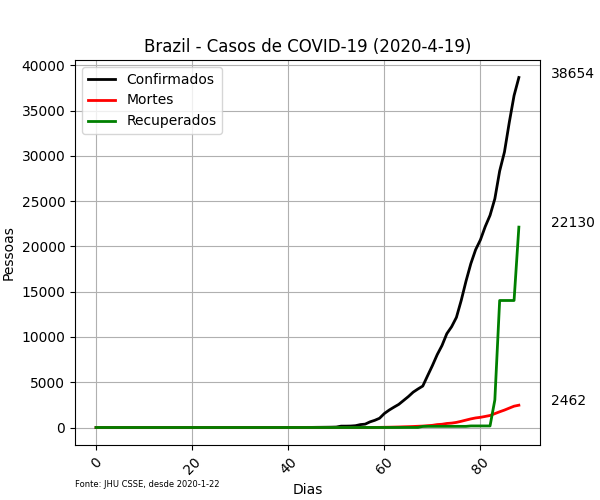 Brazil - Casos de COVID-19 (2020-4-19)
Confirmados
Mortes
Recuperados
Pessoas
40000
35000
30000
25000
20000
15000
10000
5000
0
38654
22130
2462
0
20
40
60
80
Dias
Fonte: JHU CSSE, desde 2020-1-22